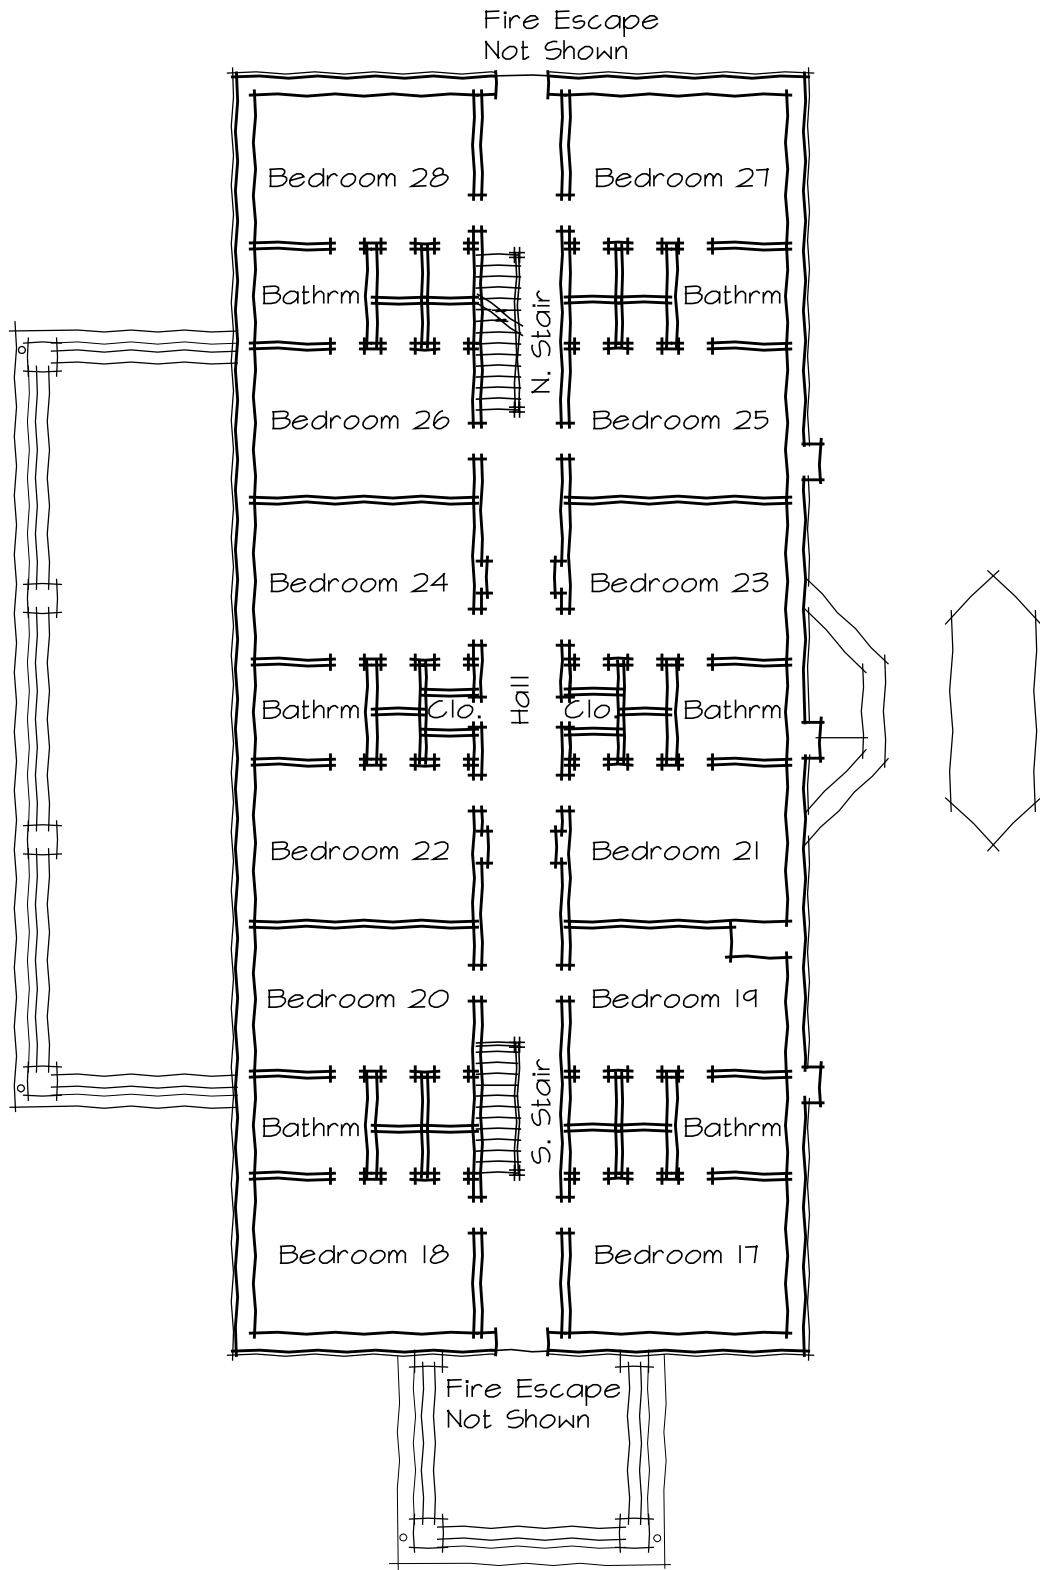 Fire Escape
Not Shown
Bedroom 28
Bedroom 27
Bathrm
N. Stair
Bathrm
Bedroom 26
Bedroom 25
Bedroom 24
Bedroom 23
Bathrm
Clo.
Hall
Clo.
Bathrm
Bedroom 22
Bedroom 21
Bedroom 20
Bedroom 19
Bathrm
S. Stair
Bathrm
Bedroom 18
Bedroom 17
Fire Escape
Not Shown